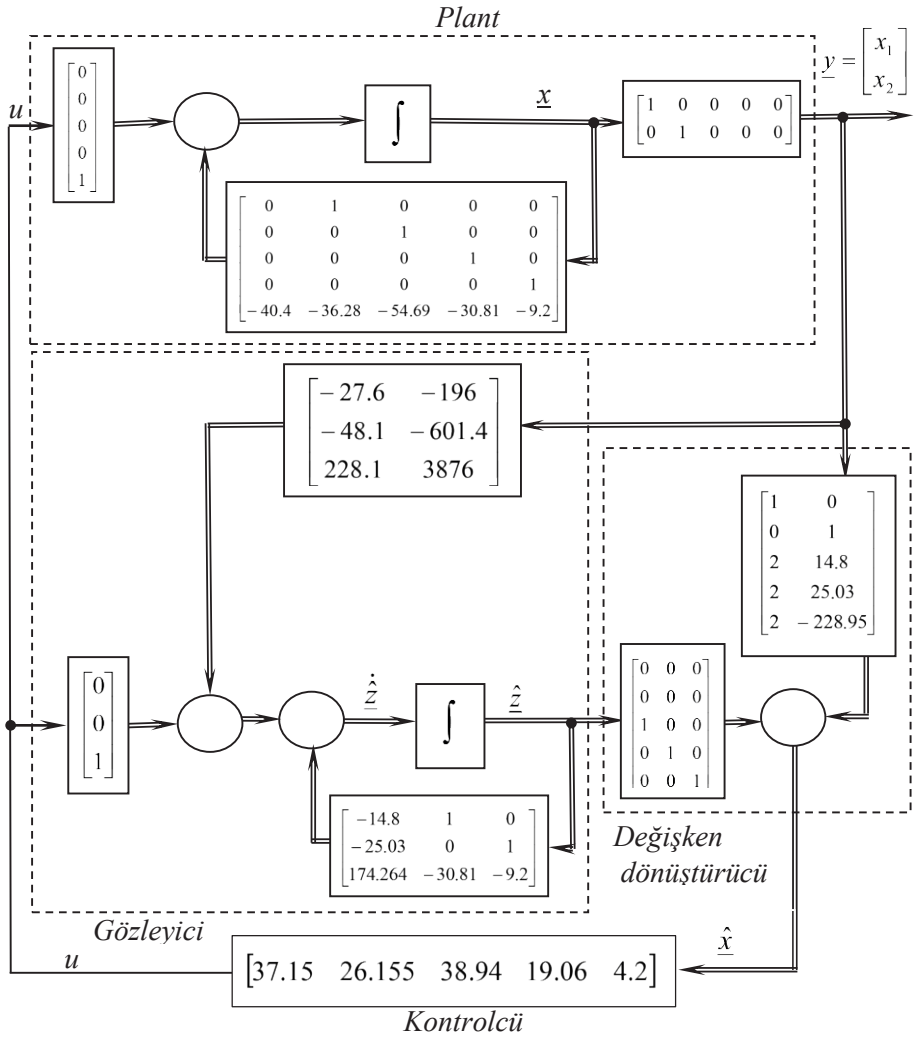 Plant
y = [x₁
x₂]
u
[0
0
0
0
1]
∫
x
[1 0 0 0 0
0 1 0 0 0]
[0 1 0 0 0
0 0 1 0 0
0 0 0 1 0
0 0 0 0 1
−40.4 −36.28 −54.69 −30.81 −9.2]
[−27.6 −196
−48.1 −601.4
228.1 3876]
[1 0
0 1
2 14.8
2 25.03
2 −228.95]
[0
0
1]
ẑ̇
∫
ẑ
[0 0 0
0 0 0
1 0 0
0 1 0
0 0 1]
[−14.8 1 0
−25.03 0 1
174.264 −30.81 −9.2]
Değişken
dönüştürücü
Gözleyici
u
[37.15 26.155 38.94 19.06 4.2]
x̂
Kontrolcü